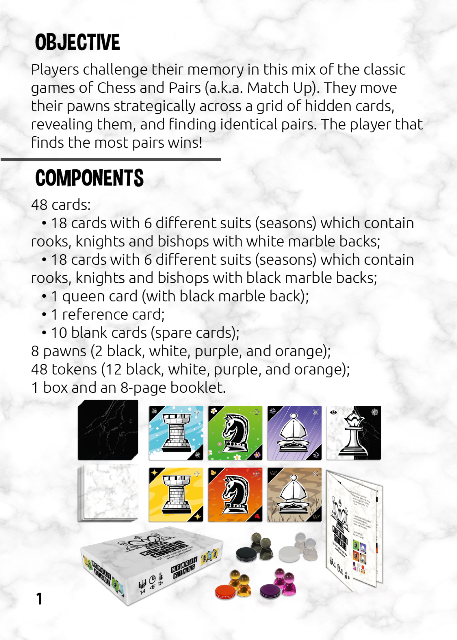 OBJECTIVE
Players challenge their memory in this mix of the classic
games of Chess and Pairs (a.k.a. Match Up). They move
their pawns strategically across a grid of hidden cards,
revealing them, and finding identical pairs. The player that
finds the most pairs wins!
COMPONENTS
48 cards:
• 18 cards with 6 different suits (seasons) which contain
rooks, knights and bishops with white marble backs;
• 18 cards with 6 different suits (seasons) which contain
rooks, knights and bishops with black marble backs;
• 1 queen card (with black marble back);
• 1 reference card;
• 10 blank cards (spare cards);
8 pawns (2 black, white, purple, and orange);
48 tokens (12 black, white, purple, and orange);
1 box and an 8-page booklet.
1